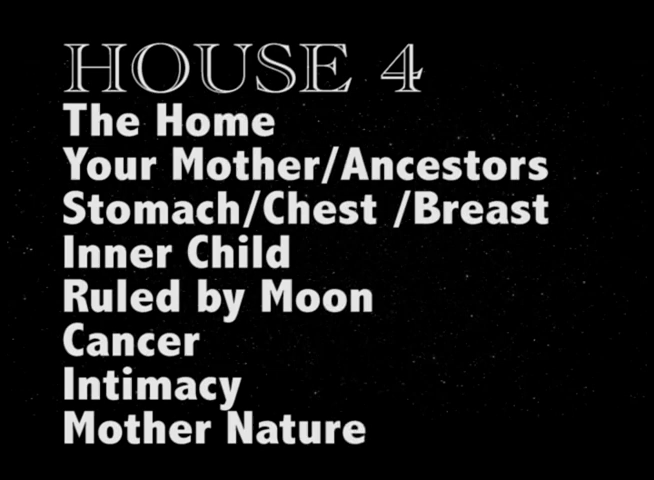 HOUSE 4
The Home
Your Mother/Ancestors
Stomach/Chest /Breast
Inner Child
Ruled by Moon
Cancer
Intimacy
Mother Nature